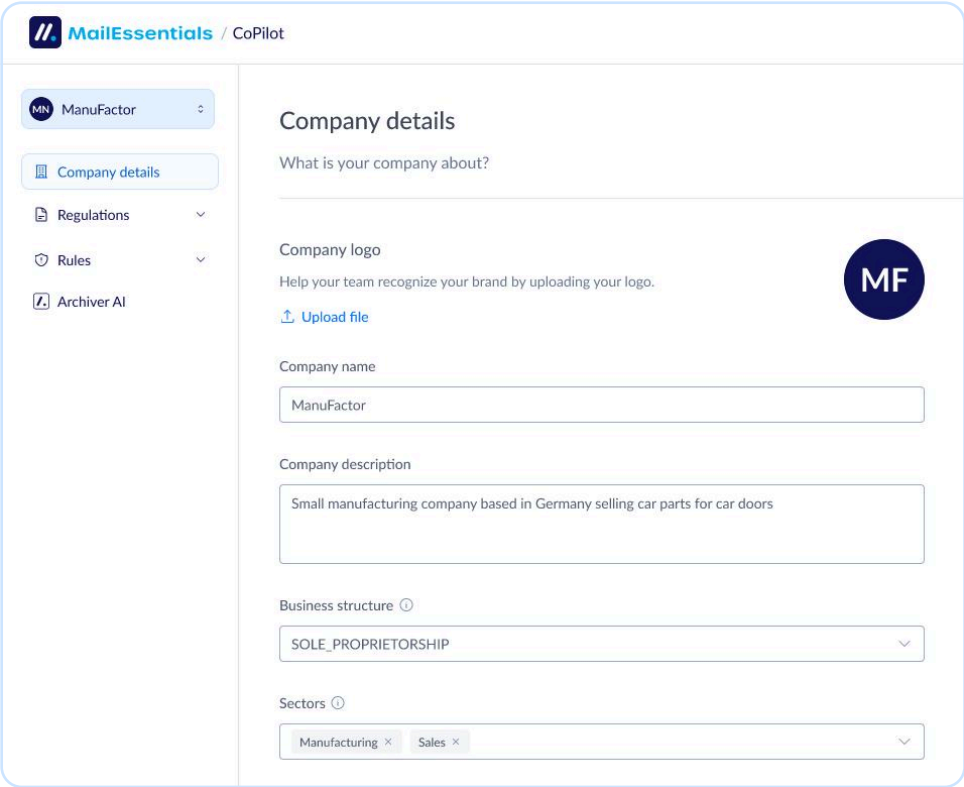 MailEssentials / CoPilot
MN ManuFactor
Company details
Regulations
Rules
Archiver AI
Company details
What is your company about?
Company logo
Help your team recognize your brand by uploading your logo.
Upload file
MF
Company name
ManuFactor
Company description
Small manufacturing company based in Germany selling car parts for car doors
Business structure
SOLE_PROPRIETORSHIP
Sectors
Manufacturing × Sales ×